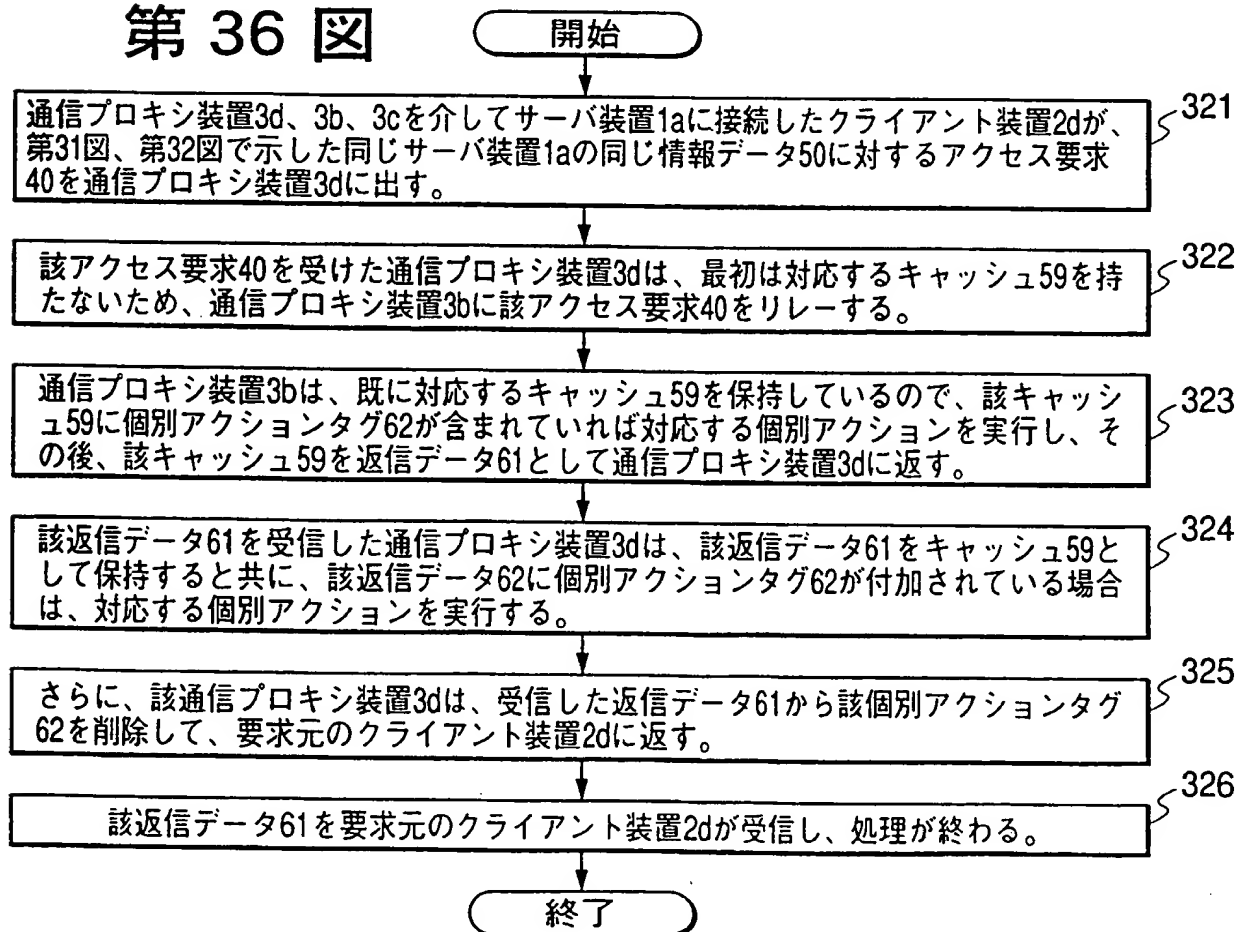 第 36 図
開始
通信プロキシ装置3d、3b、3cを介してサーバ装置1aに接続したクライアント装置2dが、
第31図、第32図で示した同じサーバ装置1aの同じ情報データ50に対するアクセス要求
40を通信プロキシ装置3dに出す。
321
該アクセス要求40を受けた通信プロキシ装置3dは、最初は対応するキャッシュ59を持
たないため、通信プロキシ装置3bに該アクセス要求40をリレーする。
322
通信プロキシ装置3bは、既に対応するキャッシュ59を保持しているので、該キャッシ
ュ59に個別アクションタグ62が含まれていれば対応する個別アクションを実行し、そ
の後、該キャッシュ59を返信データ61として通信プロキシ装置3dに返す。
323
該返信データ61を受信した通信プロキシ装置3dは、該返信データ61をキャッシュ59と
して保持すると共に、該返信データ62に個別アクションタグ62が付加されている場合
は、対応する個別アクションを実行する。
324
さらに、該通信プロキシ装置3dは、受信した返信データ61から該個別アクションタグ
62を削除して、要求元のクライアント装置2dに返す。
325
該返信データ61を要求元のクライアント装置2dが受信し、処理が終わる。
326
終了